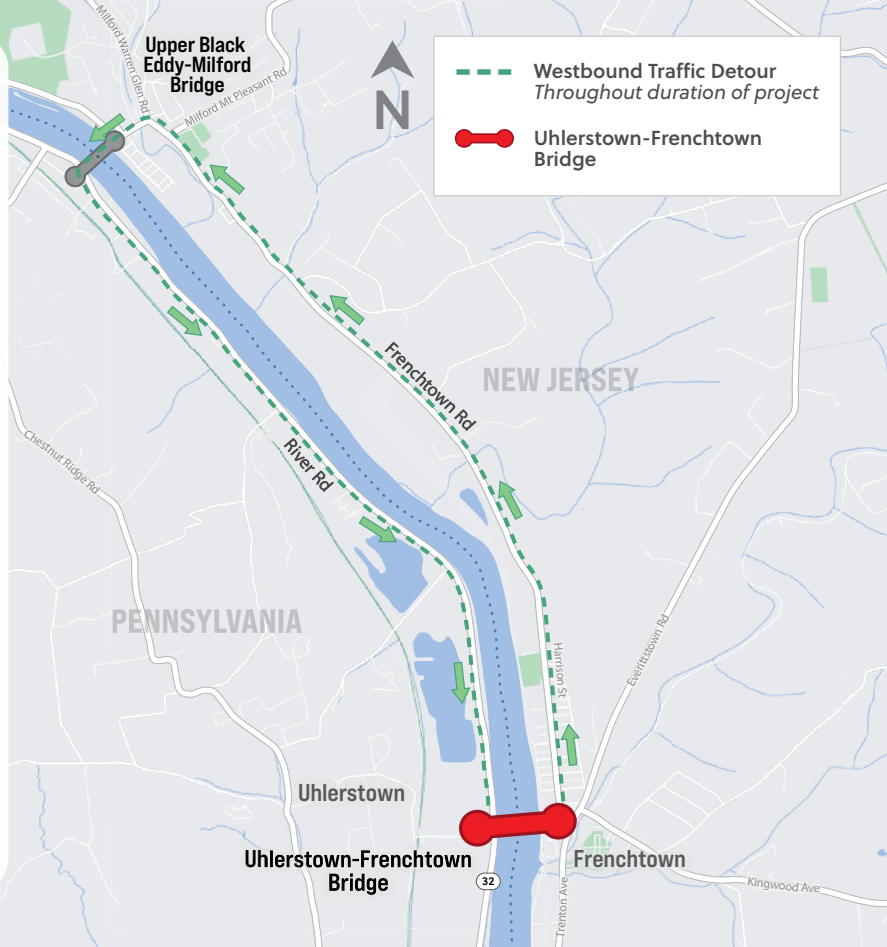 Milford Warren Glen Rd
Upper Black
Eddy-Milford
Bridge
Milford Mt Pleasant Rd
N
Westbound Traffic Detour
Throughout duration of project
Uhlerstown-Frenchtown
Bridge
Frenchtown Rd
NEW JERSEY
River Rd
Chestnut Ridge Rd
PENNSYLVANIA
Harrison St
Everittstown Rd
Uhlerstown
Uhlerstown-Frenchtown
Bridge
32
Frenchtown
Trenton Ave
Kingwood Ave